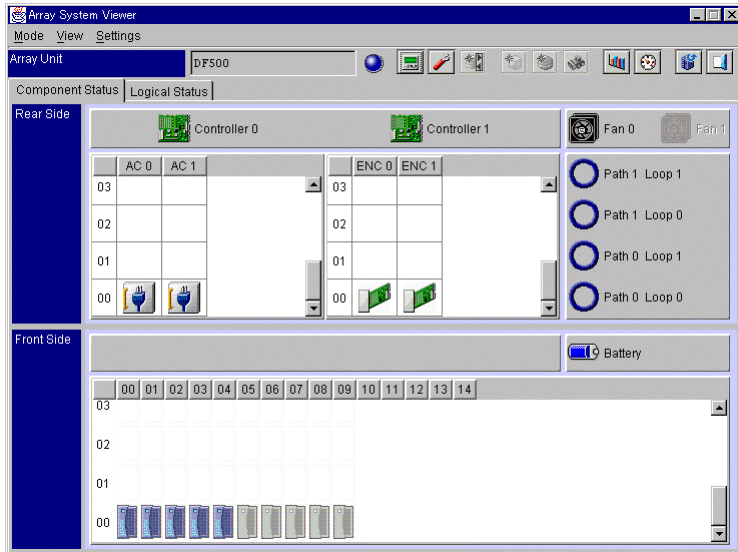 Array System Viewer
Mode View Settings
Array Unit DF500
Component Status Logical Status
Rear Side
Controller 0 Controller 1 Fan 0 Fan 1
AC 0 AC 1
03
02
01
00
ENC 0 ENC 1
03
02
01
00
Path 1 Loop 1
Path 1 Loop 0
Path 0 Loop 1
Path 0 Loop 0
Front Side
Battery
00 01 02 03 04 05 06 07 08 09 10 11 12 13 14
03
02
01
00